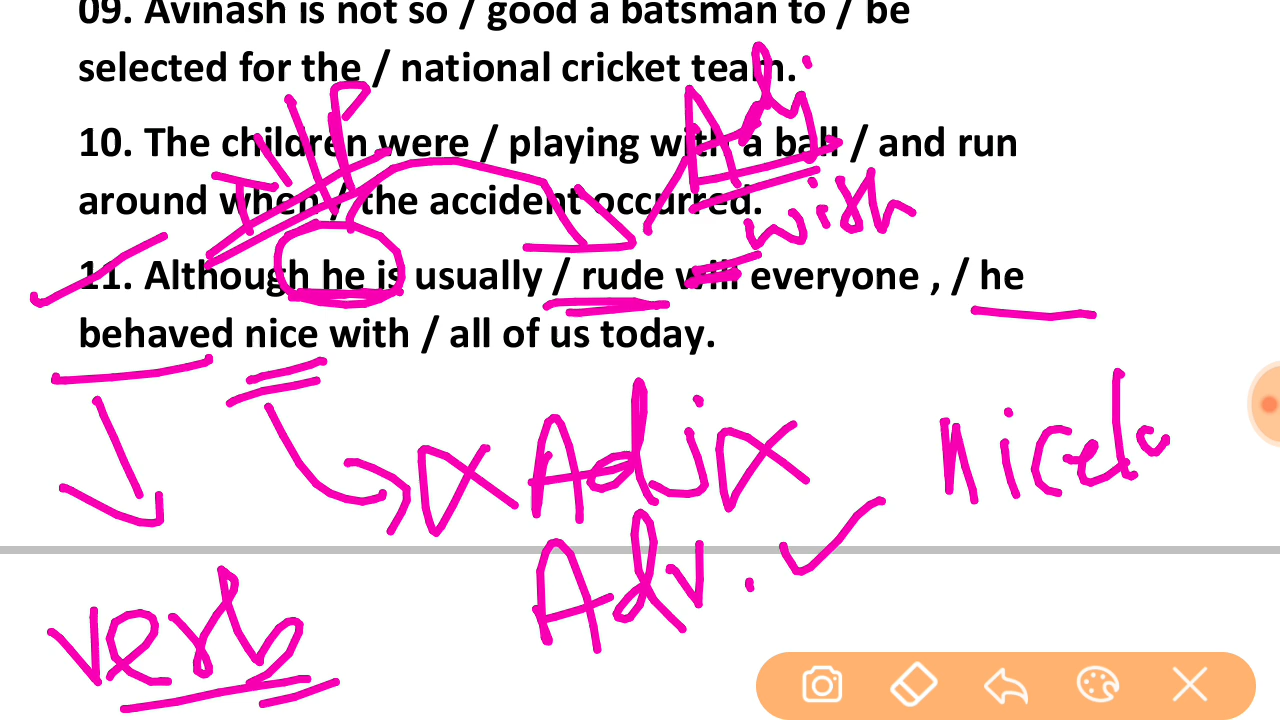 09. Avinash is not so / good a batsman to / be
selected for the / national cricket team.
Adj.
10. The children were / playing with a ball / and run
around when / the accident occurred.
with
11. Although he is usually / rude will everyone , / he
behaved nice with / all of us today.
Adj
Adv.
verb